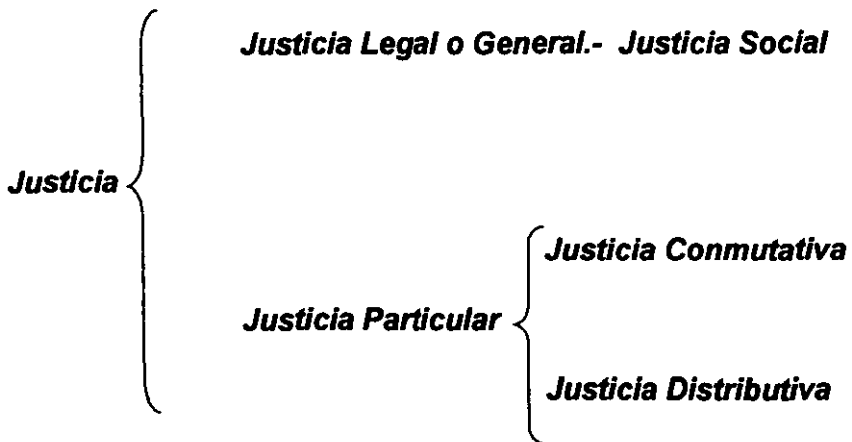 Justicia Legal o General.- Justicia Social
Justicia
Justicia Conmutativa
Justicia Particular
Justicia Distributiva